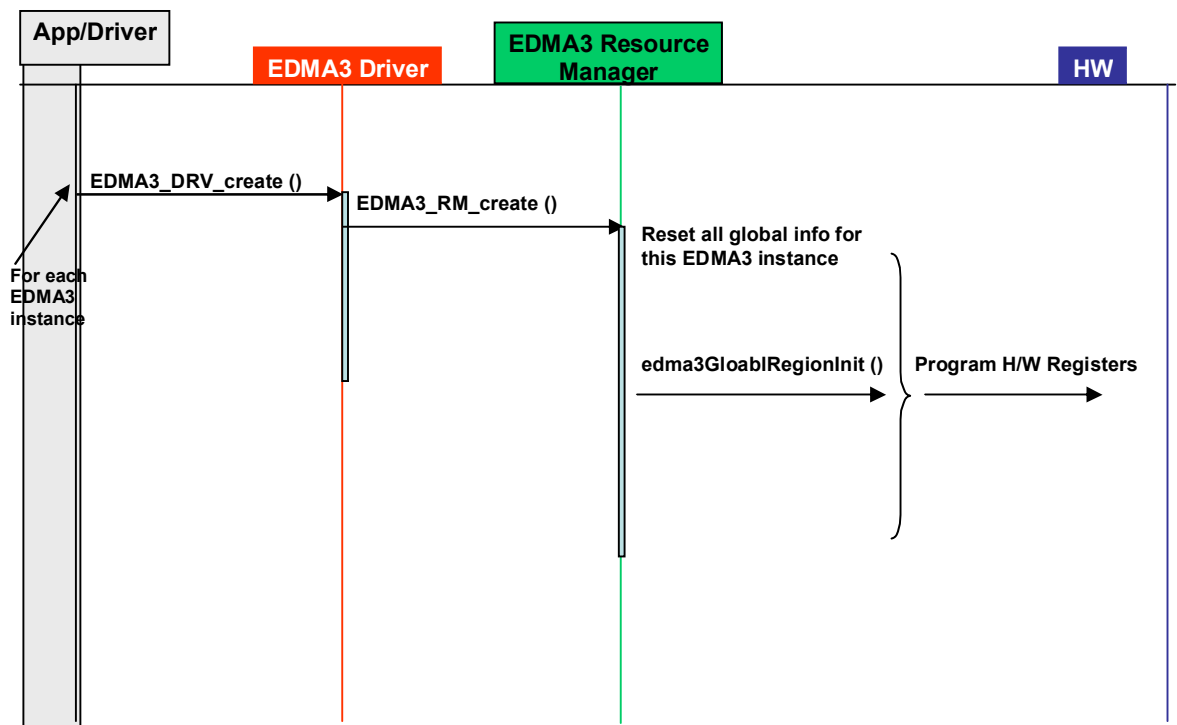 App/Driver
EDMA3 Driver
EDMA3 Resource
Manager
HW
EDMA3_DRV_create ()
EDMA3_RM_create ()
Reset all global info for
this EDMA3 instance
For each
EDMA3
instance
edma3GloablRegionInit ()
Program H/W Registers